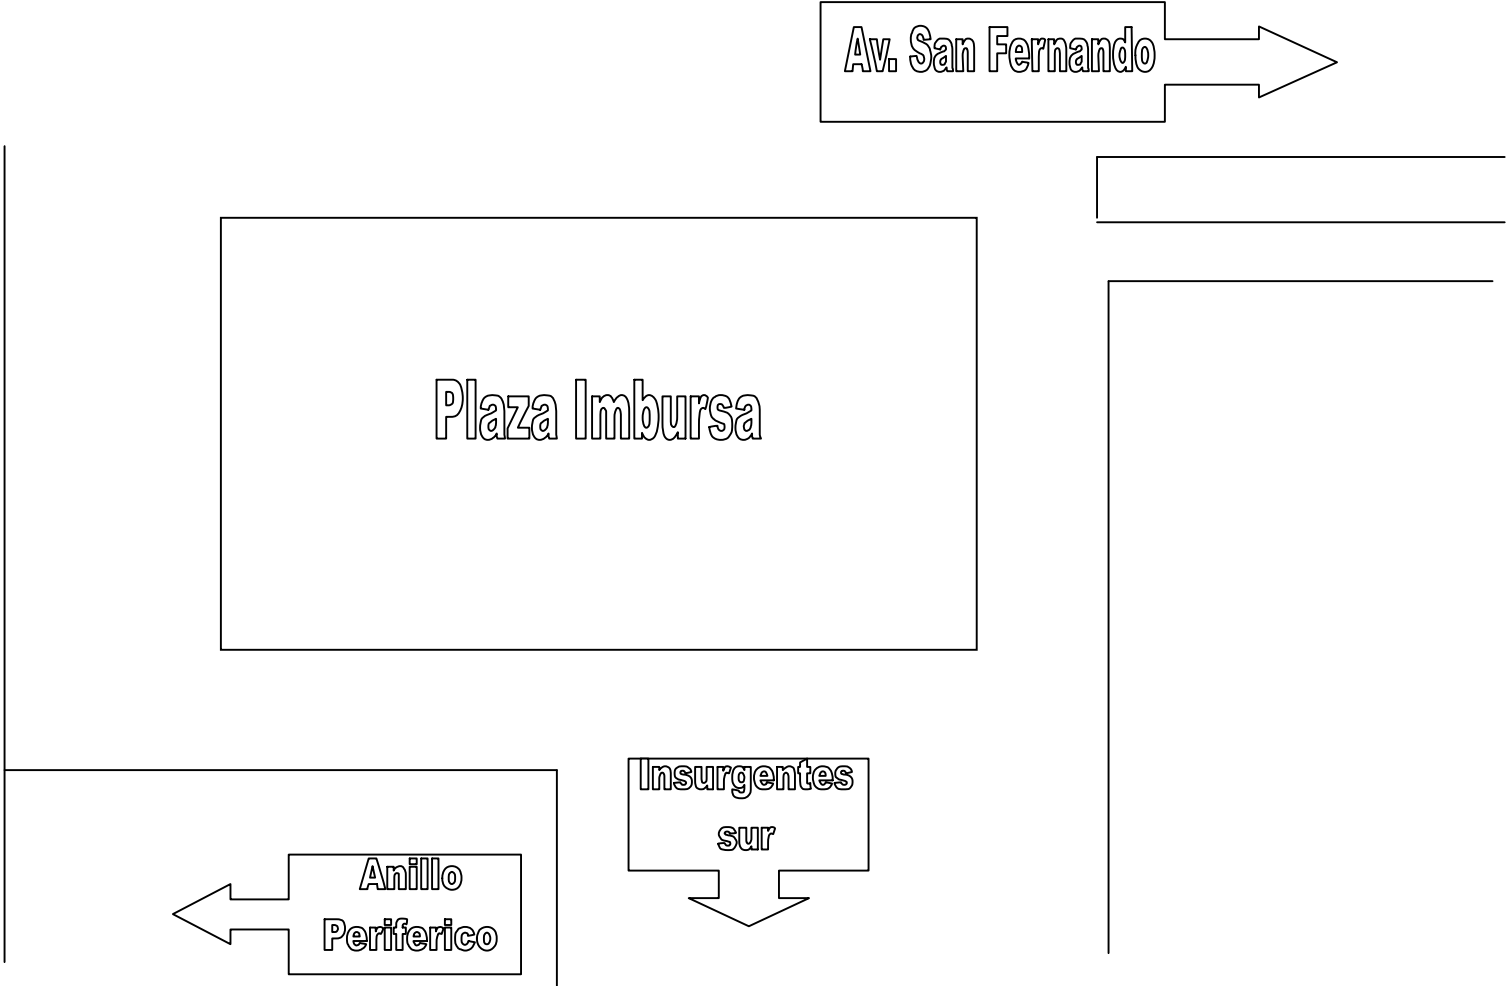 Av. San Fernando
Plaza Imbursa
Insurgentes
sur
Anillo
Periferico